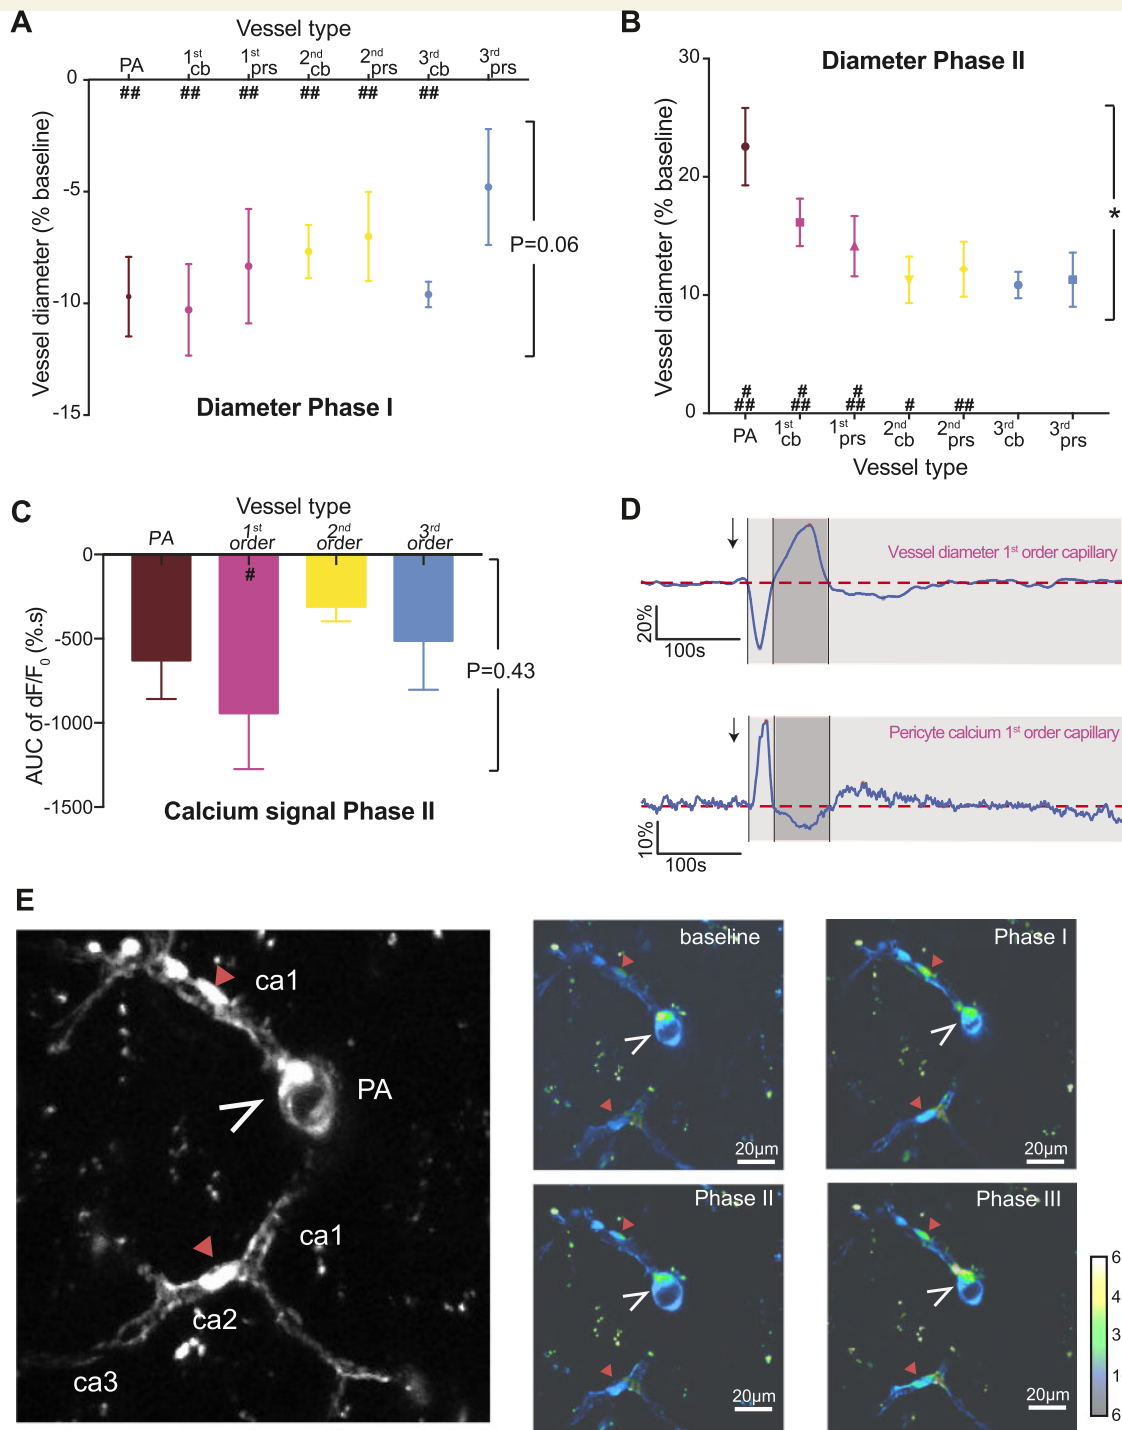 A
Vessel type
PA 1st cb 1st prs 2nd cb 2nd prs 3rd cb 3rd prs
## ## ## ## ## ##
0
-5
-10
-15
Vessel diameter (% baseline)
P=0.06
Diameter Phase I
B
Diameter Phase II
30
20
10
0
Vessel diameter (% baseline)
*
# # #
## ## ## # ##
PA 1st cb 1st prs 2nd cb 2nd prs 3rd cb 3rd prs
Vessel type
C
Vessel type
PA 1st order 2nd order 3rd order
#
0
-500
-1000
-1500
AUC of dF/F0 (%.s)
P=0.43
Calcium signal Phase II
D
Vessel diameter 1st order capillary
20%
100s
Pericyte calcium 1st order capillary
10%
100s
E
ca1
PA
ca1
ca2
ca3
baseline
20µm
Phase I
20µm
Phase II
20µm
Phase III
20µm
6
4
3
1
6